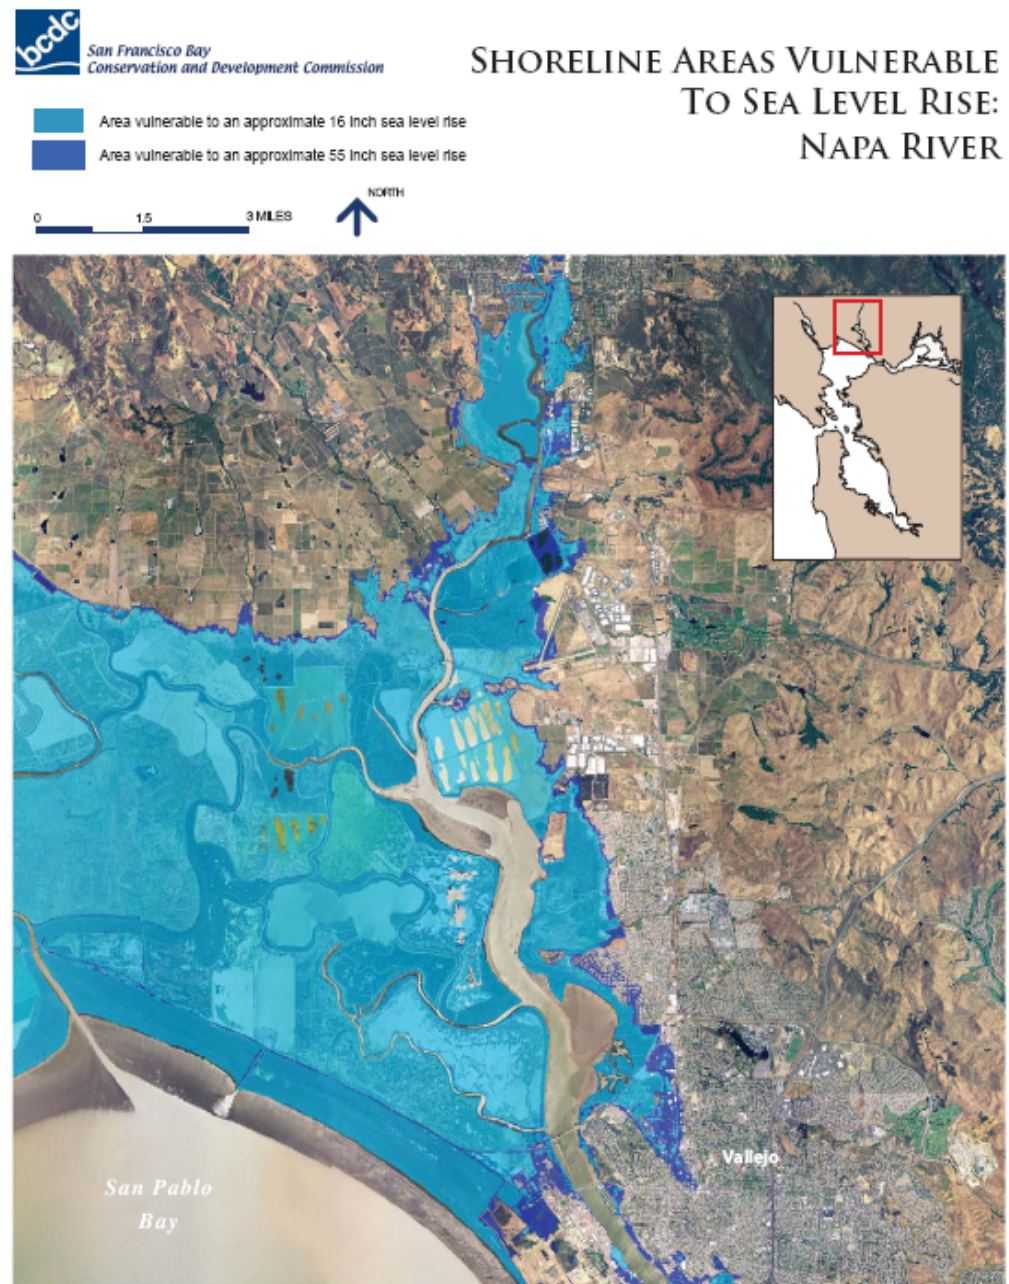 bcdc
San Francisco Bay
Conservation and Development Commission
SHORELINE AREAS VULNERABLE
TO SEA LEVEL RISE:
NAPA RIVER
Area vulnerable to an approximate 16 inch sea level rise
Area vulnerable to an approximate 55 inch sea level rise
NORTH
0 1.5 3 MILES
Vallejo
San Pablo
Bay